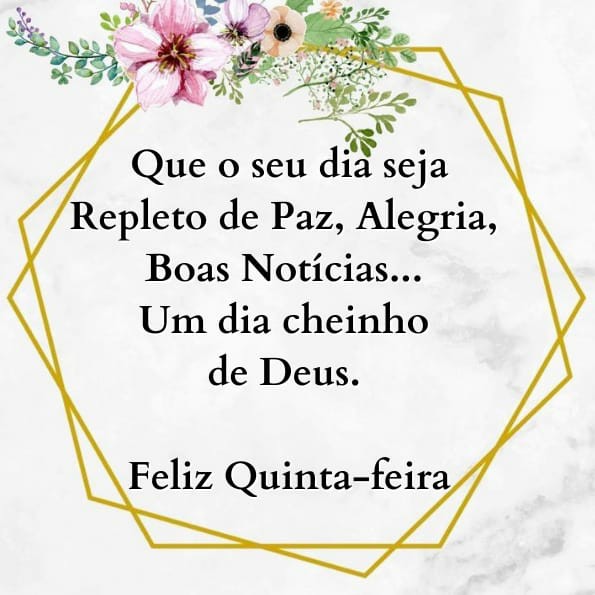 Que o seu dia seja
Repleto de Paz, Alegria,
Boas Notícias...
Um dia cheinho
de Deus.
Feliz Quinta-feira